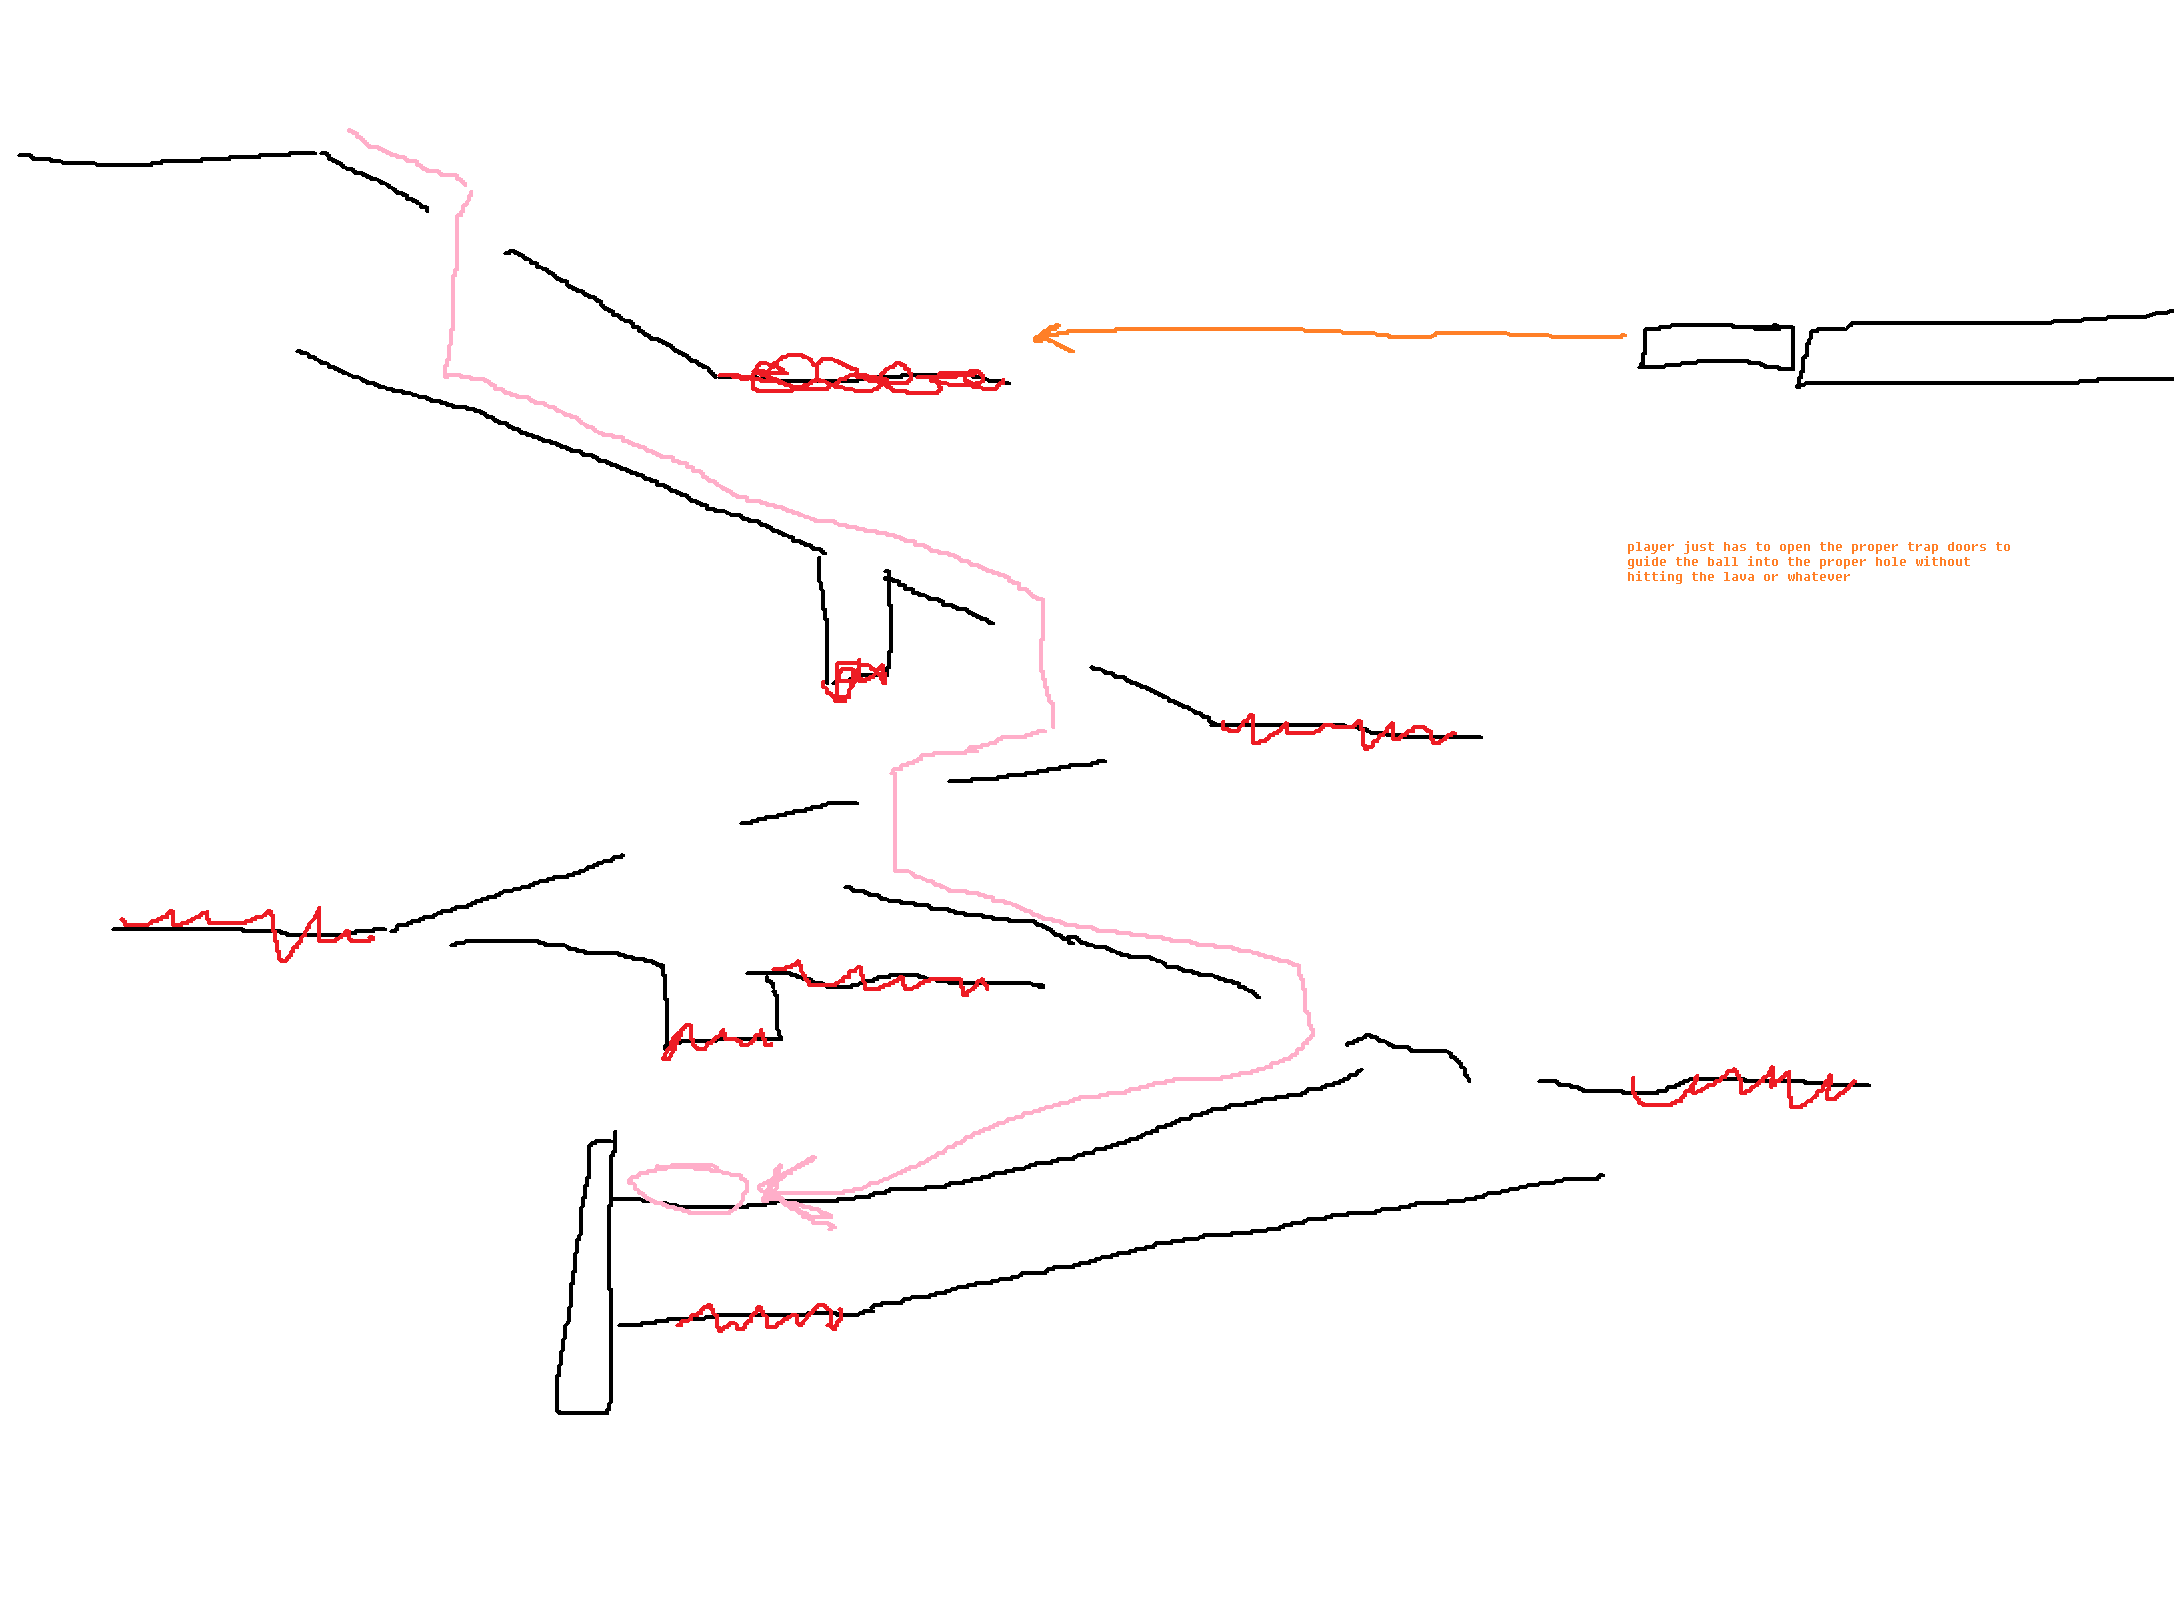 player just has to open the proper trap doors to
guide the ball into the proper hole without
hitting the lava or whatever